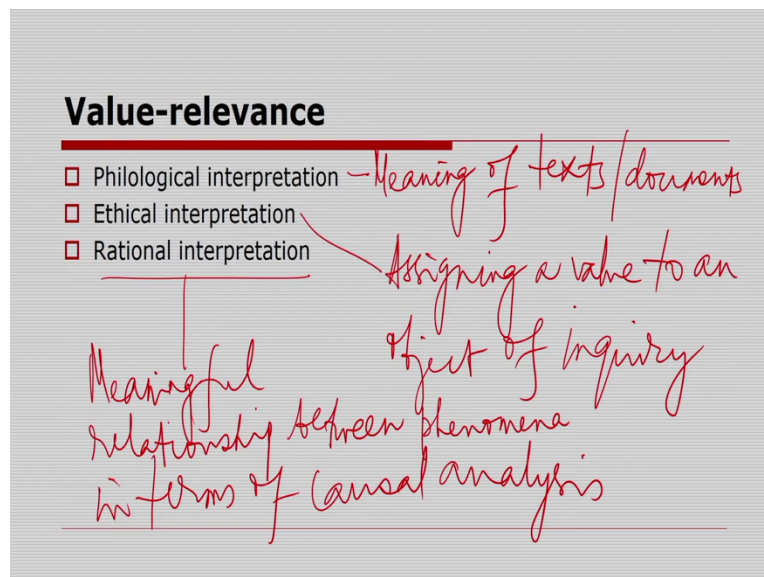 Value-relevance
Philological interpretation - Meaning of texts/documents
Ethical interpretation
Rational interpretation
Assigning a value to an
object of inquiry
Meaningful
relationship between phenomena
in terms of causal analysis